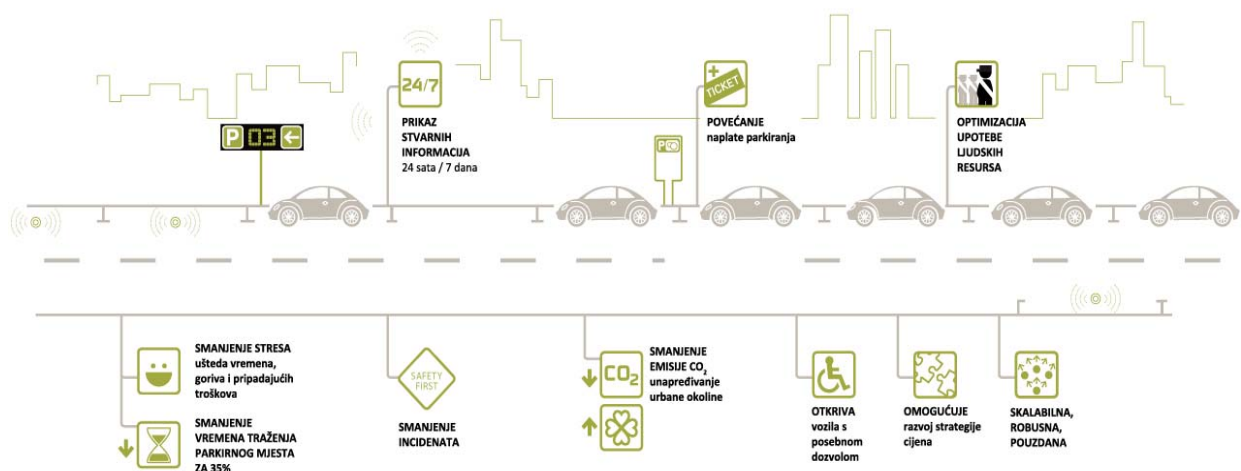 24/7
PRIKAZ
STVARNIH
INFORMACIJA
24 sata / 7 dana
P 03
+
TICKET
POVEĆANJE
naplate parkiranja
P
OPTIMIZACIJA
UPOTEBE
LJUDSKIH
RESURSA
SMANJENJE STRESA
ušteda vremena,
goriva i pripadajućih
troškova
SMANJENJE
VREMENA TRAŽENJA
PARKIRNOG MJESTA
ZA 35%
SAFETY
FIRST
SMANJENJE
INCIDENATA
CO₂
SMANJENJE
EMISIJE CO₂
unapređivanje
urbane okoline
OTKRIVA
vozila s
posebnom
dozvolom
OMOGUĆUJE
razvoj strategije
cijena
SKALABILNA,
ROBUSNA,
POUZDANA